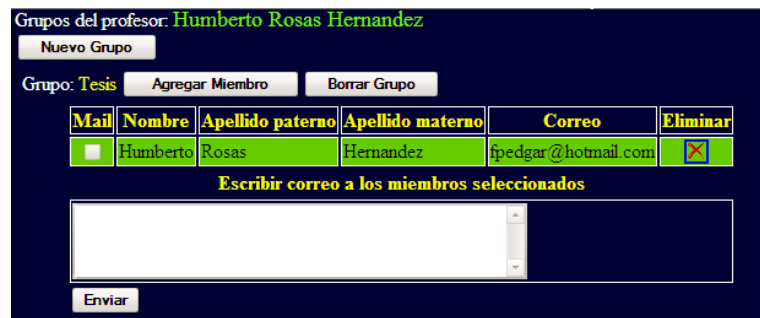 Grupos del profesor: Humberto Rosas Hernandez
Nuevo Grupo
Grupo: Tesis Agregar Miembro Borrar Grupo
Mail Nombre Apellido paterno Apellido materno Correo Eliminar
Humberto Rosas Hernandez fpedgar@hotmail.com
Escribir correo a los miembros seleccionados
Enviar